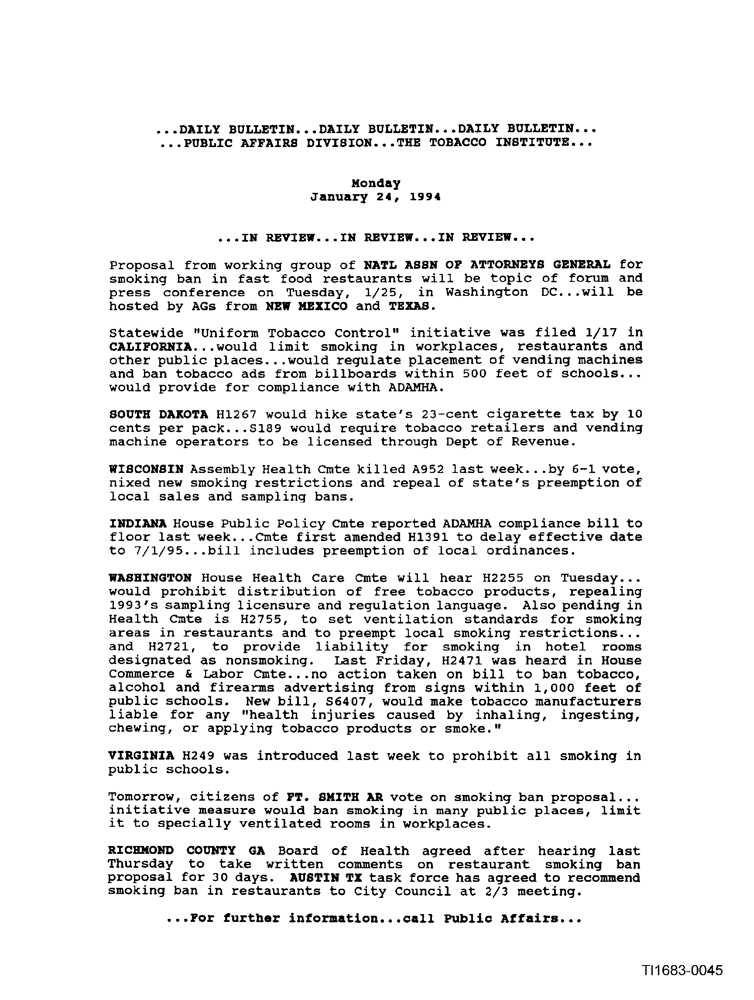 ...DAILY BULLETIN...DAILY BULLETIN...DAILY BULLETIN...
...PUBLIC AFFAIRS DIVISION...THE TOBACCO INSTITUTE...
Monday
January 24, 1994
...IN REVIEW...IN REVIEW...IN REVIEW...
Proposal from working group of NATL ASSN OF ATTORNEYS GENERAL for
smoking ban in fast food restaurants will be topic of forum and
press conference on Tuesday, 1/25, in Washington DC...will be
hosted by AGs from NEW MEXICO and TEXAS.
Statewide "Uniform Tobacco Control" initiative was filed 1/17 in
CALIFORNIA...would limit smoking in workplaces, restaurants and
other public places...would regulate placement of vending machines
and ban tobacco ads from billboards within 500 feet of schools...
would provide for compliance with ADAMHA.
SOUTH DAKOTA H1267 would hike state's 23-cent cigarette tax by 10
cents per pack...S189 would require tobacco retailers and vending
machine operators to be licensed through Dept of Revenue.
WISCONSIN Assembly Health Cmte killed A952 last week...by 6-1 vote,
nixed new smoking restrictions and repeal of state's preemption of
local sales and sampling bans.
INDIANA House Public Policy Cmte reported ADAMHA compliance bill to
floor last week...Cmte first amended H1391 to delay effective date
to 7/1/95...bill includes preemption of local ordinances.
WASHINGTON House Health Care Cmte will hear H2255 on Tuesday...
would prohibit distribution of free tobacco products, repealing
1993's sampling licensure and regulation language. Also pending in
Health Cmte is H2755, to set ventilation standards for smoking
areas in restaurants and to preempt local smoking restrictions...
and H2721, to provide liability for smoking in hotel rooms
designated as nonsmoking. Last Friday, H2471 was heard in House
Commerce & Labor Cmte...no action taken on bill to ban tobacco,
alcohol and firearms advertising from signs within 1,000 feet of
public schools. New bill, S6407, would make tobacco manufacturers
liable for any "health injuries caused by inhaling, ingesting,
chewing, or applying tobacco products or smoke."
VIRGINIA H249 was introduced last week to prohibit all smoking in
public schools.
Tomorrow, citizens of FT. SMITH AR vote on smoking ban proposal...
initiative measure would ban smoking in many public places, limit
it to specially ventilated rooms in workplaces.
RICHMOND COUNTY GA Board of Health agreed after hearing last
Thursday to take written comments on restaurant smoking ban
proposal for 30 days. AUSTIN TX task force has agreed to recommend
smoking ban in restaurants to City Council at 2/3 meeting.
...For further information...call Public Affairs...
TI1683-0045